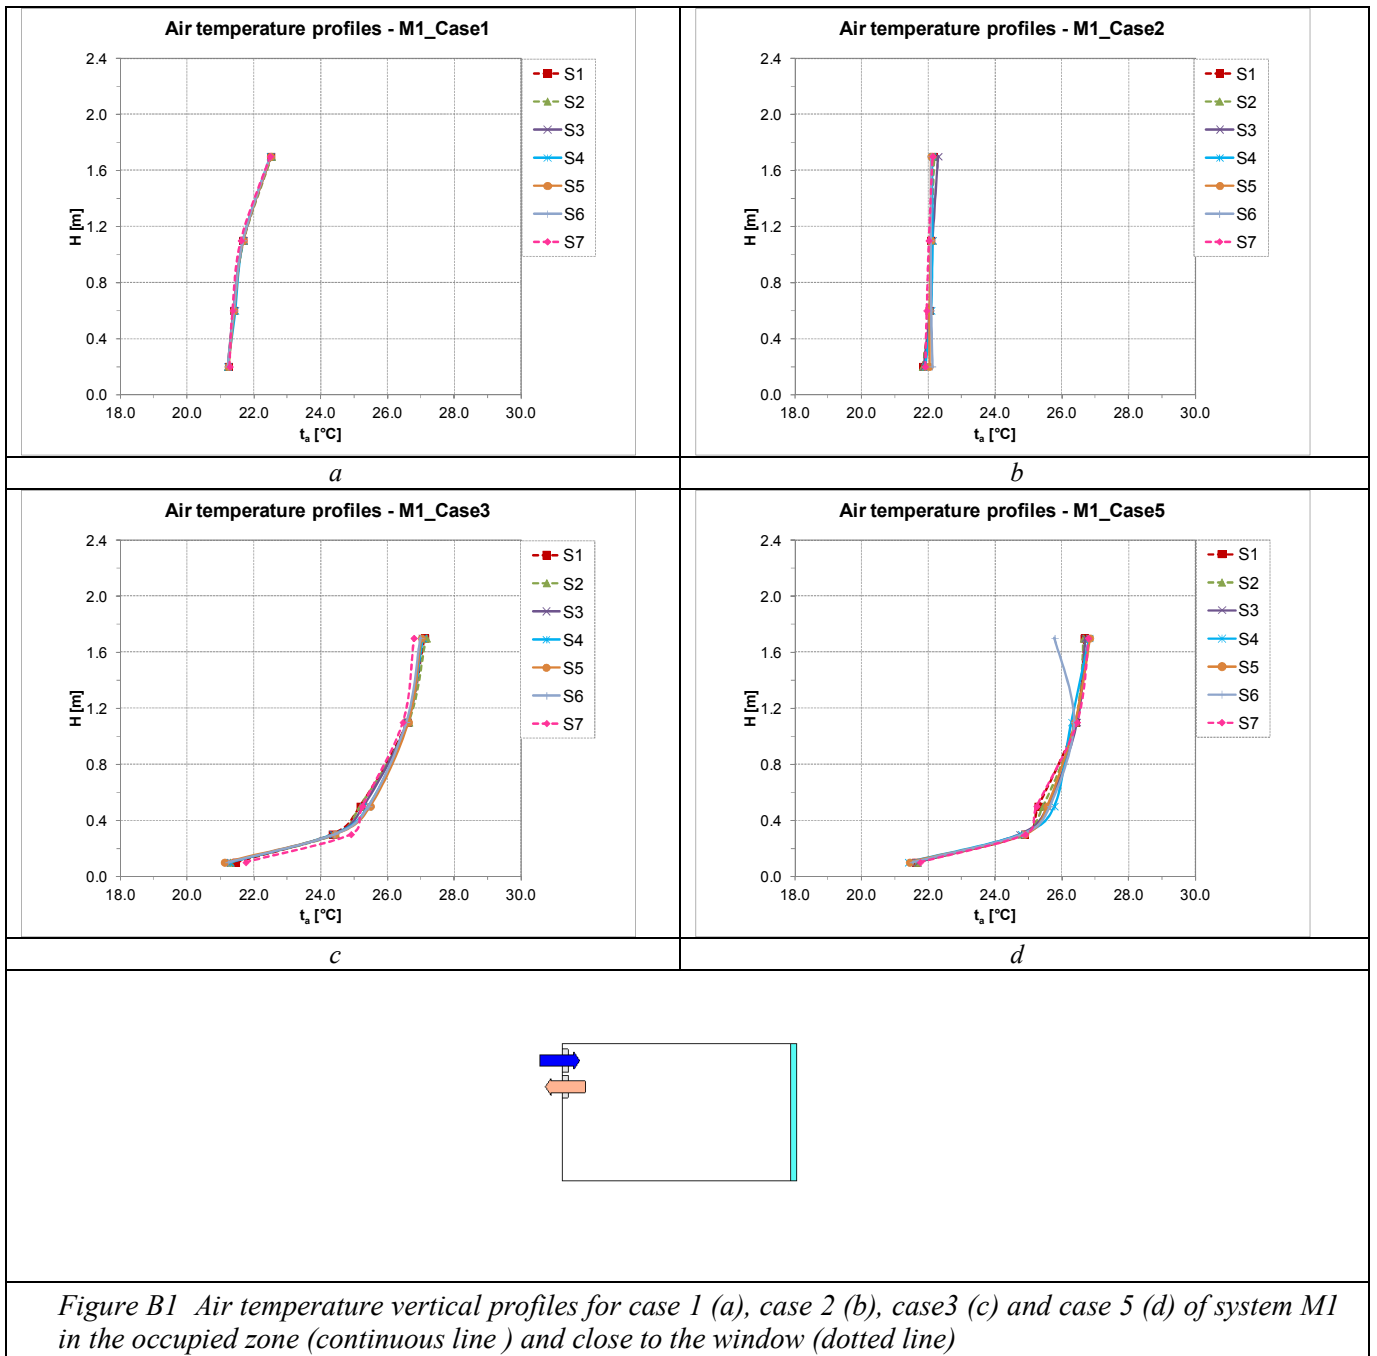 Air temperature profiles - M1_Case1
2.4
2.0
1.6
1.2
0.8
0.4
0.0
H [m]
18.0 20.0 22.0 24.0 26.0 28.0 30.0
ta [°C]
S1
S2
S3
S4
S5
S6
S7
a
Air temperature profiles - M1_Case2
2.4
2.0
1.6
1.2
0.8
0.4
0.0
H [m]
18.0 20.0 22.0 24.0 26.0 28.0 30.0
ta [°C]
S1
S2
S3
S4
S5
S6
S7
b
Air temperature profiles - M1_Case3
2.4
2.0
1.6
1.2
0.8
0.4
0.0
H [m]
18.0 20.0 22.0 24.0 26.0 28.0 30.0
ta [°C]
S1
S2
S3
S4
S5
S6
S7
c
Air temperature profiles - M1_Case5
2.4
2.0
1.6
1.2
0.8
0.4
0.0
H [m]
18.0 20.0 22.0 24.0 26.0 28.0 30.0
ta [°C]
S1
S2
S3
S4
S5
S6
S7
d
Figure B1 Air temperature vertical profiles for case 1 (a), case 2 (b), case3 (c) and case 5 (d) of system M1
in the occupied zone (continuous line ) and close to the window (dotted line)